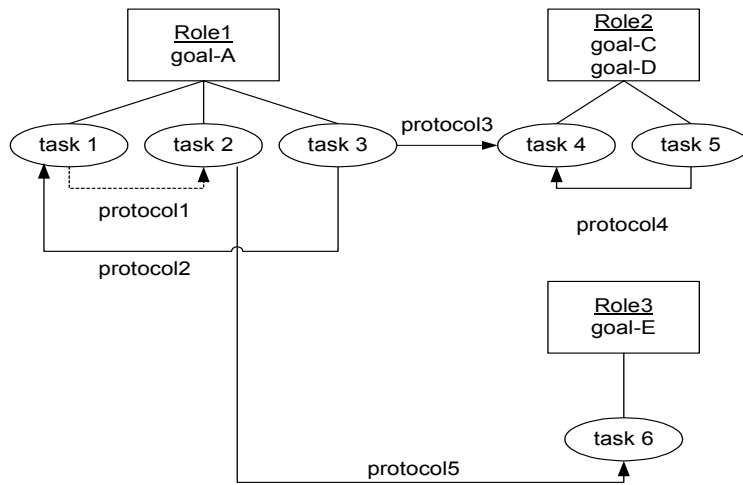 Role1
goal-A
Role2
goal-C
goal-D
task 1
task 2
task 3
protocol3
task 4
task 5
protocol1
protocol4
protocol2
Role3
goal-E
task 6
protocol5